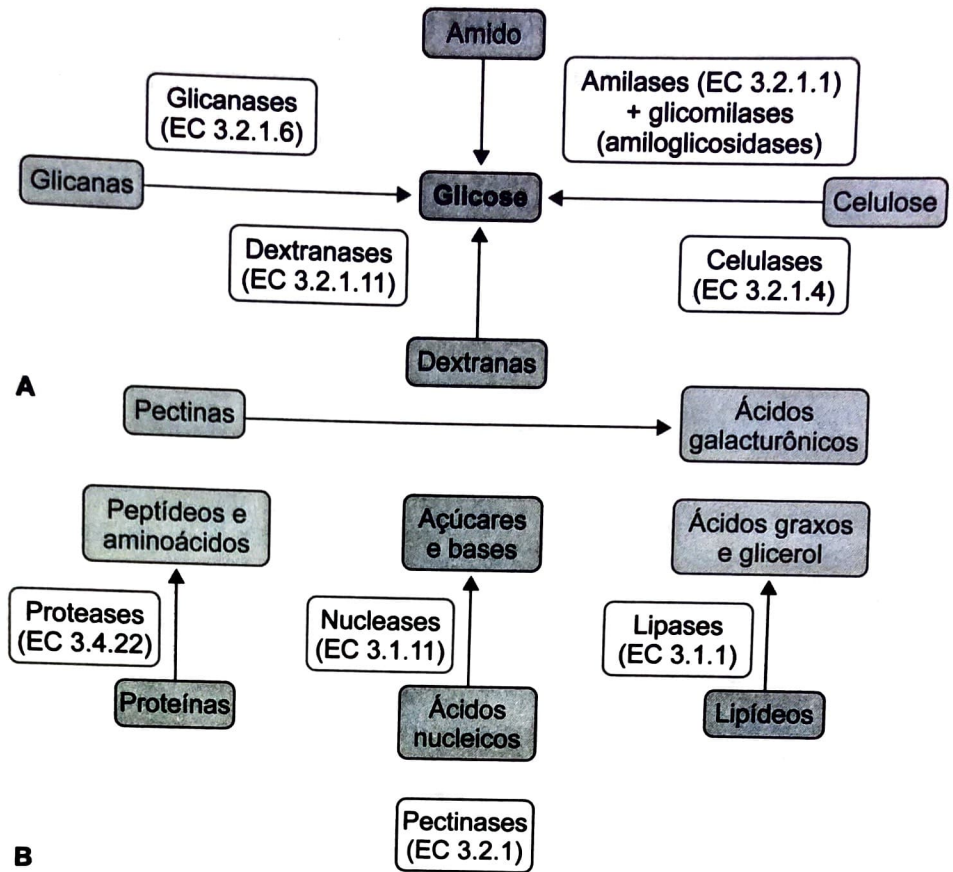 Amido
Glicanases
(EC 3.2.1.6)
Amilases (EC 3.2.1.1)
+ glicomilases
(amiloglicosidases)
Glicanas
Glicose
Celulose
Dextranases
(EC 3.2.1.11)
Celulases
(EC 3.2.1.4)
Dextranas
A
Pectinas
Ácidos
galacturônicos
Peptídeos e
aminoácidos
Açúcares
e bases
Ácidos graxos
e glicerol
Proteases
(EC 3.4.22)
Nucleases
(EC 3.1.11)
Lipases
(EC 3.1.1)
Proteínas
Ácidos
nucleicos
Lipídeos
Pectinases
(EC 3.2.1)
B